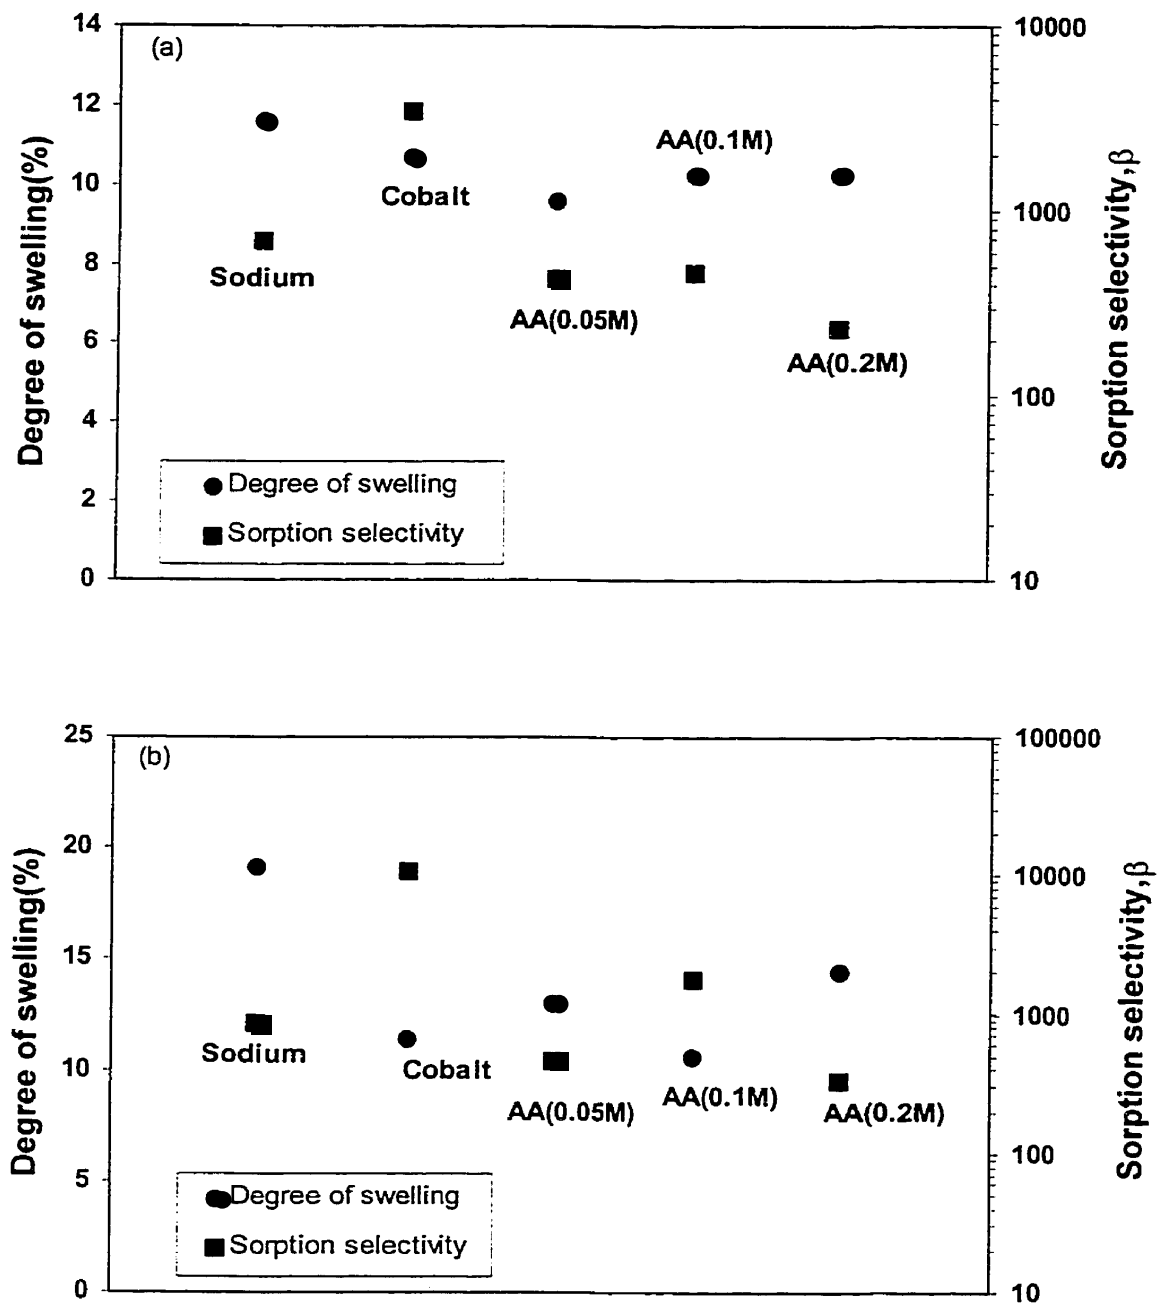 (a)
14
12
10
8
6
4
2
0
Degree of swelling(%)
10000
1000
100
10
Sorption selectivity,β
AA(0.1M)
Cobalt
Sodium
AA(0.05M)
AA(0.2M)
Degree of swelling
Sorption selectivity
(b)
25
20
15
10
5
0
Degree of swelling(%)
100000
10000
1000
100
10
Sorption selectivity,β
Sodium
Cobalt
AA(0.05M)
AA(0.1M)
AA(0.2M)
Degree of swelling
Sorption selectivity